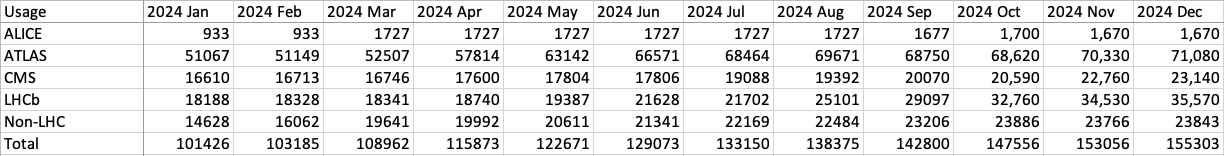 Usage 2024 Jan 2024 Feb 2024 Mar 2024 Apr 2024 May 2024 Jun 2024 Jul 2024 Aug 2024 Sep 2024 Oct 2024 Nov 2024 Dec
ALICE 933 933 1727 1727 1727 1727 1727 1727 1677 1,700 1,670 1,670
ATLAS 51067 51149 52507 57814 63142 66571 68464 69671 68750 68,620 70,330 71,080
CMS 16610 16713 16746 17600 17804 17806 19088 19392 20070 20,590 22,760 23,140
LHCb 18188 18328 18341 18740 19387 21628 21702 25101 29097 32,760 34,530 35,570
Non-LHC 14628 16062 19641 19992 20611 21341 22169 22484 23206 23886 23766 23843
Total 101426 103185 108962 115873 122671 129073 133150 138375 142800 147556 153056 155303